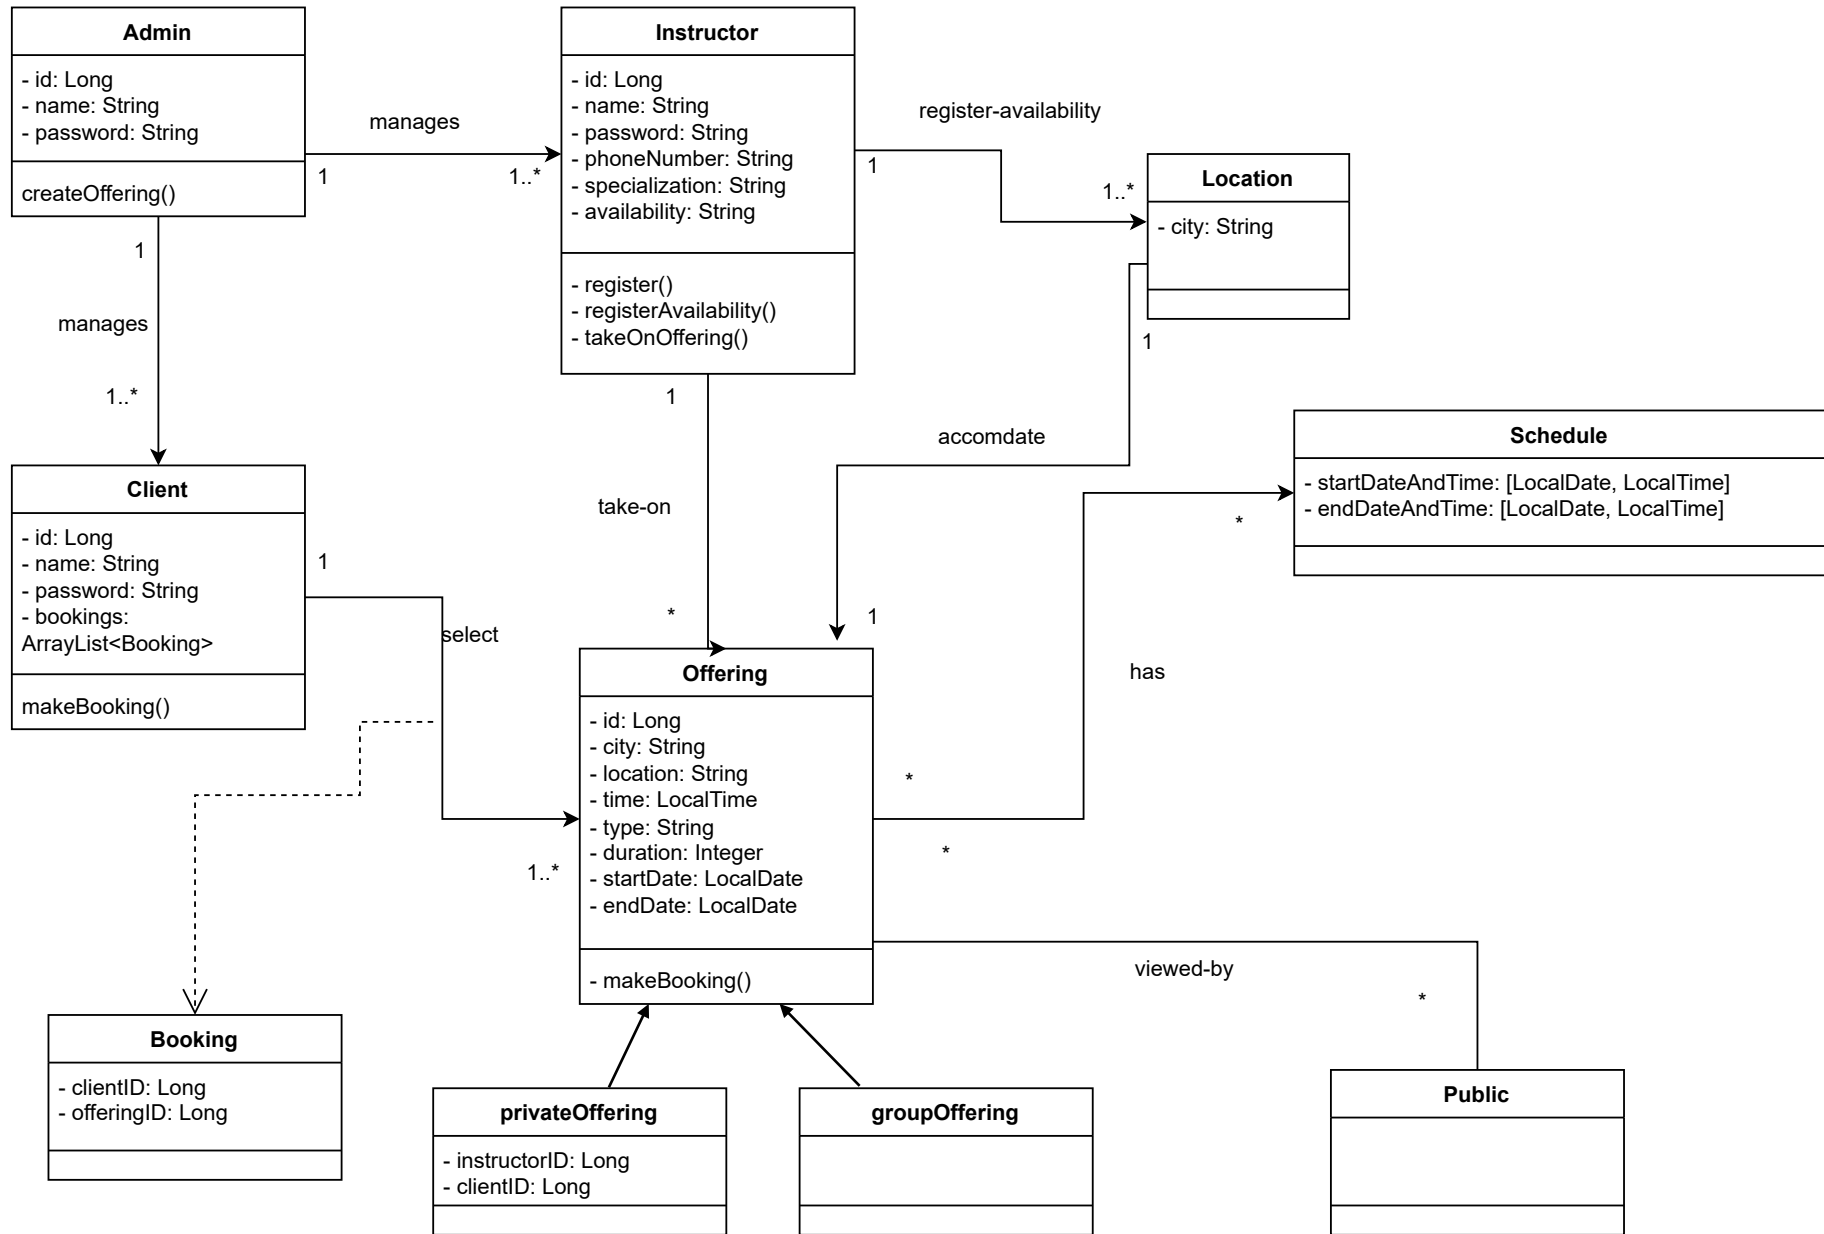 Admin
- id: Long
- name: String
- password: String
createOffering()
manages
1
1..*
Instructor
- id: Long
- name: String
- password: String
- phoneNumber: String
- specialization: String
- availability: String
- register()
- registerAvailability()
- takeOnOffering()
register-availability
1
1..*
Location
- city: String
1
manages
1..*
1
accomdate
1
1
take-on
*
Schedule
- startDateAndTime: [LocalDate, LocalTime]
- endDateAndTime: [LocalDate, LocalTime]
*
has
*
*
Client
- id: Long
- name: String
- password: String
- bookings:
ArrayList<Booking>
makeBooking()
1
select
1..*
Offering
- id: Long
- city: String
- location: String
- time: LocalTime
- type: String
- duration: Integer
- startDate: LocalDate
- endDate: LocalDate
- makeBooking()
viewed-by
*
Booking
- clientID: Long
- offeringID: Long
privateOffering
- instructorID: Long
- clientID: Long
groupOffering
Public